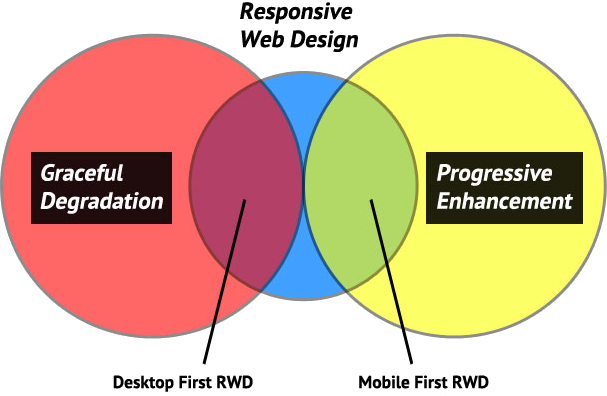 Responsive
Web Design
Graceful
Degradation
Progressive
Enhancement
Desktop First RWD
Mobile First RWD